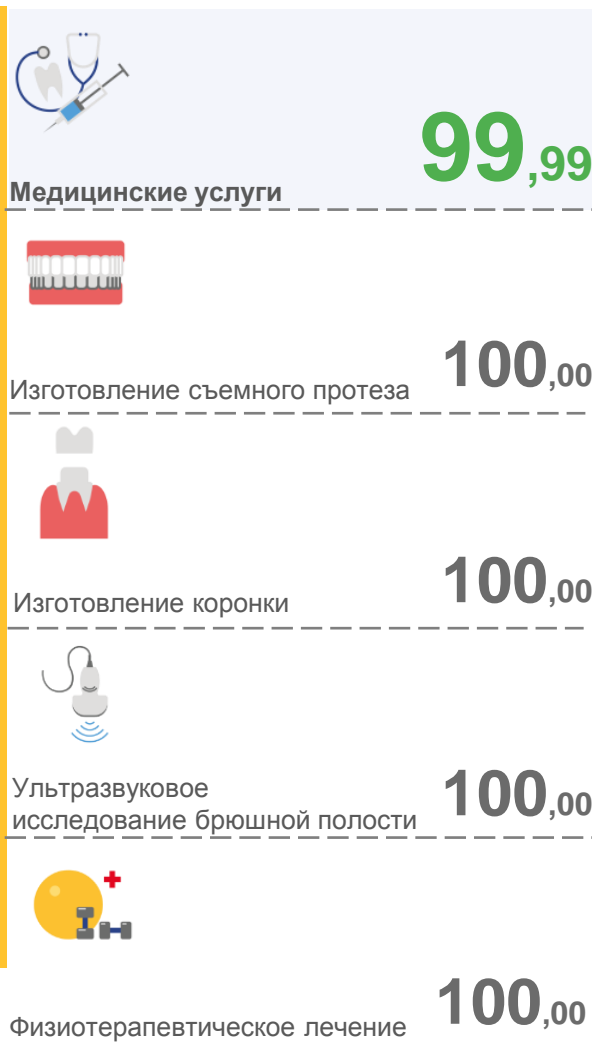 99,99
Медицинские услуги
100,00
Изготовление съемного протеза
100,00
Изготовление коронки
Ультразвуковое
100,00
исследование брюшной полости
100,00
Физиотерапевтическое лечение